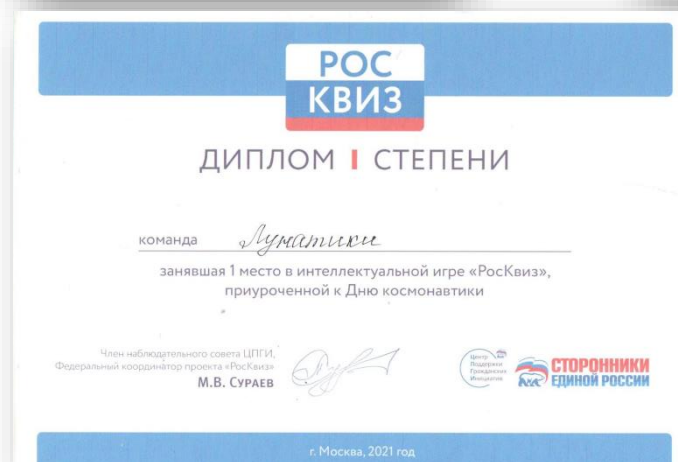 РОС
КВИЗ
ДИПЛОМ I СТЕПЕНИ
команда Лунатики
занявшая 1 место в интеллектуальной игре «РосКвиз»,
приуроченной к Дню космонавтики
Член наблюдательного совета ЦПГИ,
Федеральный координатор проекта «РосКвиз»
М.В. СУРАЕВ
Центр
Поддержки
Гражданских
Инициатив
СТОРОННИКИ
ЕДИНОЙ РОССИИ
г. Москва, 2021 год